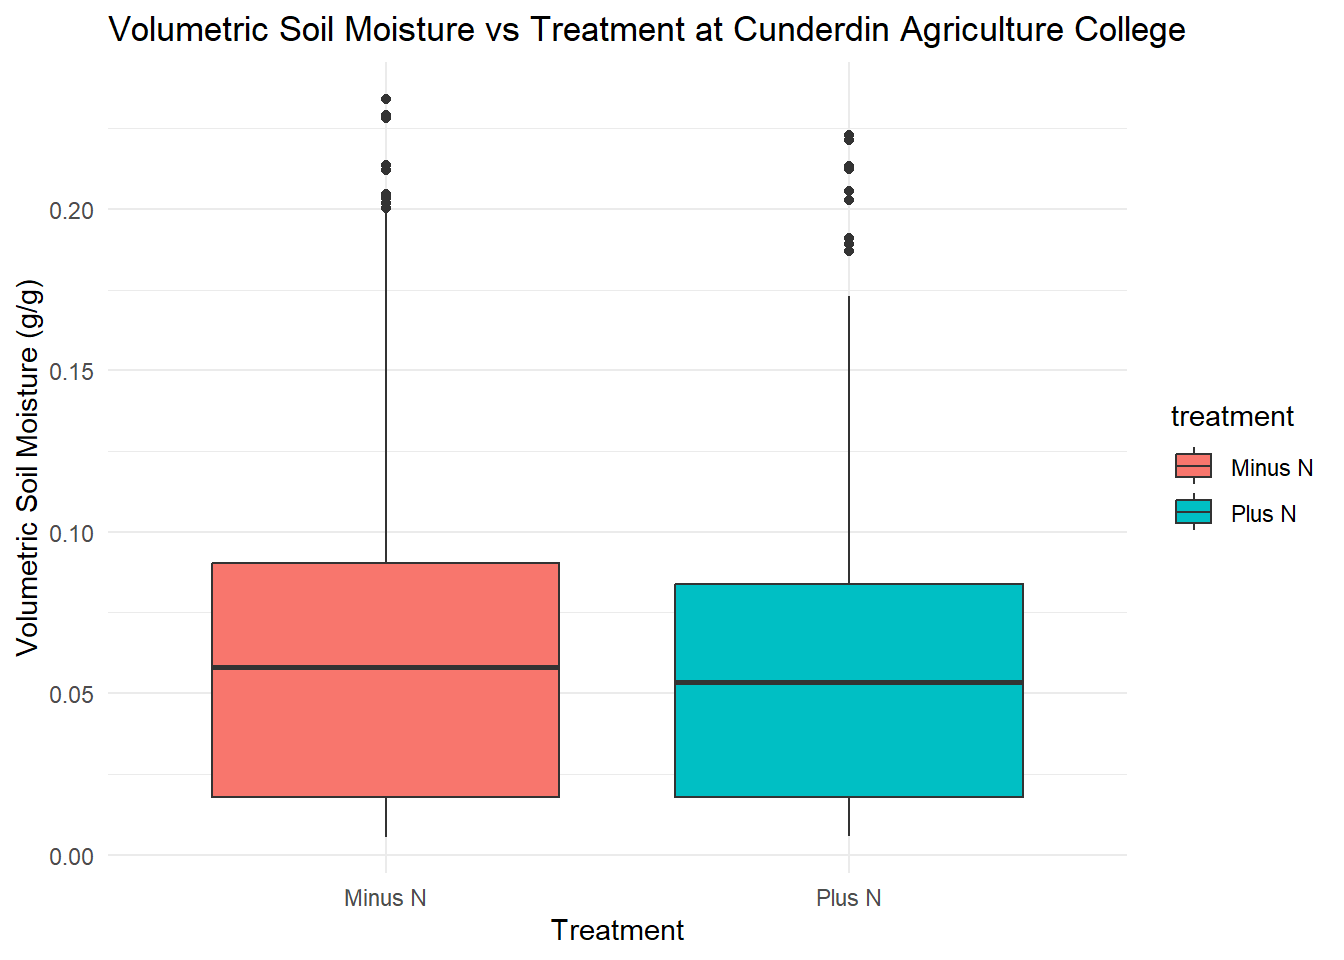 Volumetric Soil Moisture vs Treatment at Cunderdin Agriculture College
Volumetric Soil Moisture (g/g)
0.20
0.15
0.10
0.05
0.00
Minus N
Plus N
Treatment
treatment
Minus N
Plus N